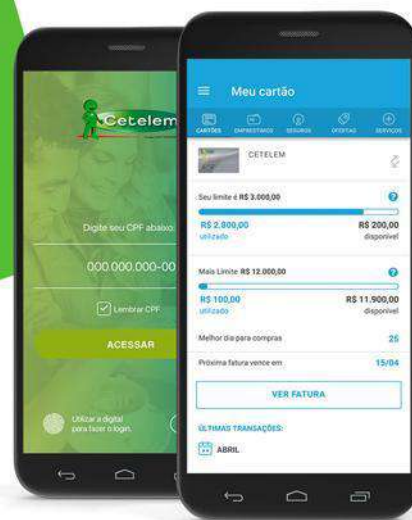 Cetelem
Digite seu CPF abaixo:
000.000.000-00
Lembrar CPF
ACESSAR
Utilizar a digital
para fazer o login.
Meu cartão
CARTÕES EMPRÉSTIMOS SEGUROS OFERTAS SERVIÇOS
CETELEM
Seu limite é R$ 3.000,00
R$ 2.800,00 R$ 200,00
utilizado disponível
Mais Limite R$ 12.000,00
R$ 100,00 R$ 11.900,00
utilizado disponível
Melhor dia para compras 25
Próxima fatura vence em 15/04
VER FATURA
ÚLTIMAS TRANSAÇÕES:
ABRIL